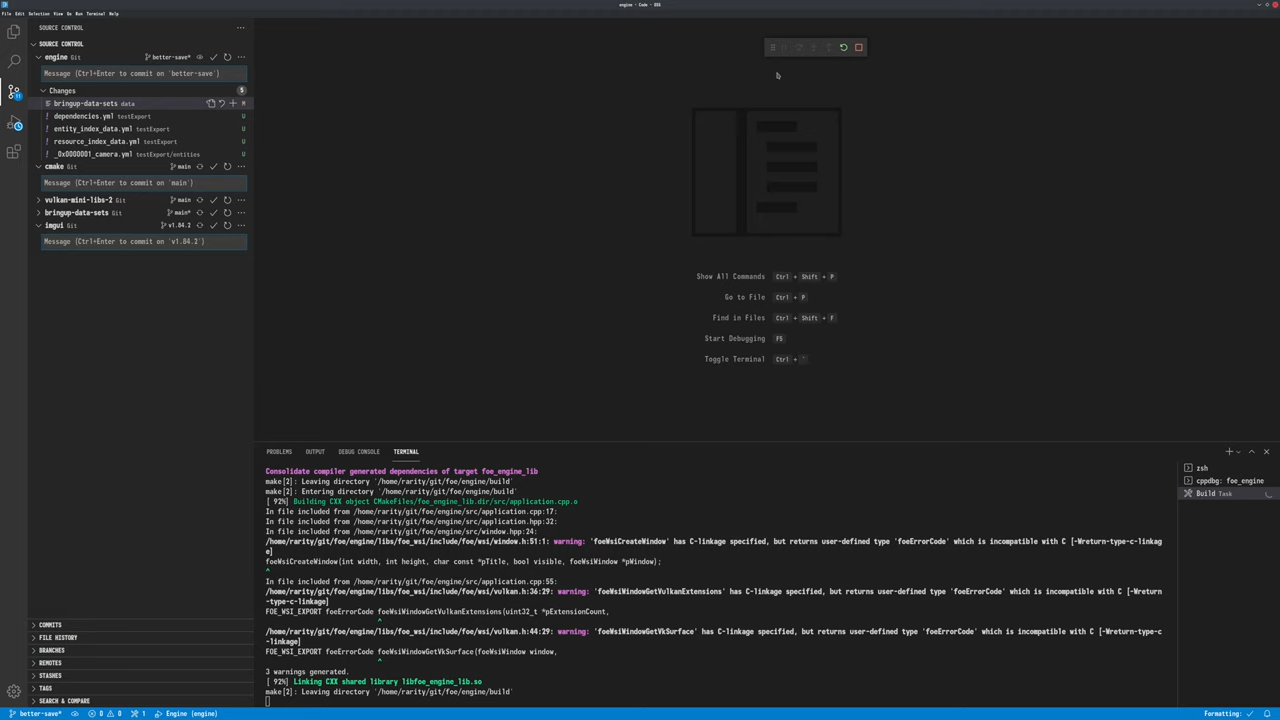 engine - Code - OSS
File Edit Selection View Go Run Terminal Help
SOURCE CONTROL
SOURCE CONTROL
engine Git better-save*
Message (Ctrl+Enter to commit on 'better-save')
Changes 5
bringup-data-sets data M
dependencies.yml testExport U
entity_index_data.yml testExport U
resource_index_data.yml testExport U
_0x0000001_camera.yml testExport/entities U
cmake Git main
Message (Ctrl+Enter to commit on 'main')
vulkan-mini-libs-2 Git main
bringup-data-sets Git main*
imgui Git v1.84.2
Message (Ctrl+Enter to commit on 'v1.84.2')
Show All Commands Ctrl + Shift + P
Go to File Ctrl + P
Find in Files Ctrl + Shift + F
Start Debugging F5
Toggle Terminal Ctrl + `
PROBLEMS OUTPUT DEBUG CONSOLE TERMINAL
Consolidate compiler generated dependencies of target foe_engine_lib
make[2]: Leaving directory '/home/rarity/git/foe/engine/build'
make[2]: Entering directory '/home/rarity/git/foe/engine/build'
[ 92%] Building CXX object CMakeFiles/foe_engine_lib.dir/src/application.cpp.o
In file included from /home/rarity/git/foe/engine/src/application.cpp:17:
In file included from /home/rarity/git/foe/engine/src/application.hpp:32:
In file included from /home/rarity/git/foe/engine/src/window.hpp:24:
/home/rarity/git/foe/engine/libs/foe_wsi/include/foe/wsi/window.h:51:1: warning: 'foeWsiCreateWindow' has C-linkage specified, but returns user-defined type 'foeErrorCode' which is incompatible with C [-Wreturn-type-c-linkag
e]
foeWsiCreateWindow(int width, int height, char const *pTitle, bool visible, foeWsiWindow *pWindow);
^
In file included from /home/rarity/git/foe/engine/src/application.cpp:55:
/home/rarity/git/foe/engine/libs/foe_wsi/include/foe/wsi/vulkan.h:36:29: warning: 'foeWsiWindowGetVulkanExtensions' has C-linkage specified, but returns user-defined type 'foeErrorCode' which is incompatible with C [-Wreturn
-type-c-linkage]
FOE_WSI_EXPORT foeErrorCode foeWsiWindowGetVulkanExtensions(uint32_t *pExtensionCount,
^
/home/rarity/git/foe/engine/libs/foe_wsi/include/foe/wsi/vulkan.h:44:29: warning: 'foeWsiWindowGetVkSurface' has C-linkage specified, but returns user-defined type 'foeErrorCode' which is incompatible with C [-Wreturn-type-c
-linkage]
FOE_WSI_EXPORT foeErrorCode foeWsiWindowGetVkSurface(foeWsiWindow window,
^
3 warnings generated.
[ 92%] Linking CXX shared library libfoe_engine_lib.so
make[2]: Leaving directory '/home/rarity/git/foe/engine/build'
zsh
cppdbg: foe_engine
Build Task
COMMITS
FILE HISTORY
BRANCHES
REMOTES
STASHES
TAGS
SEARCH & COMPARE
better-save* 0 0 1 Engine (engine) Formatting: